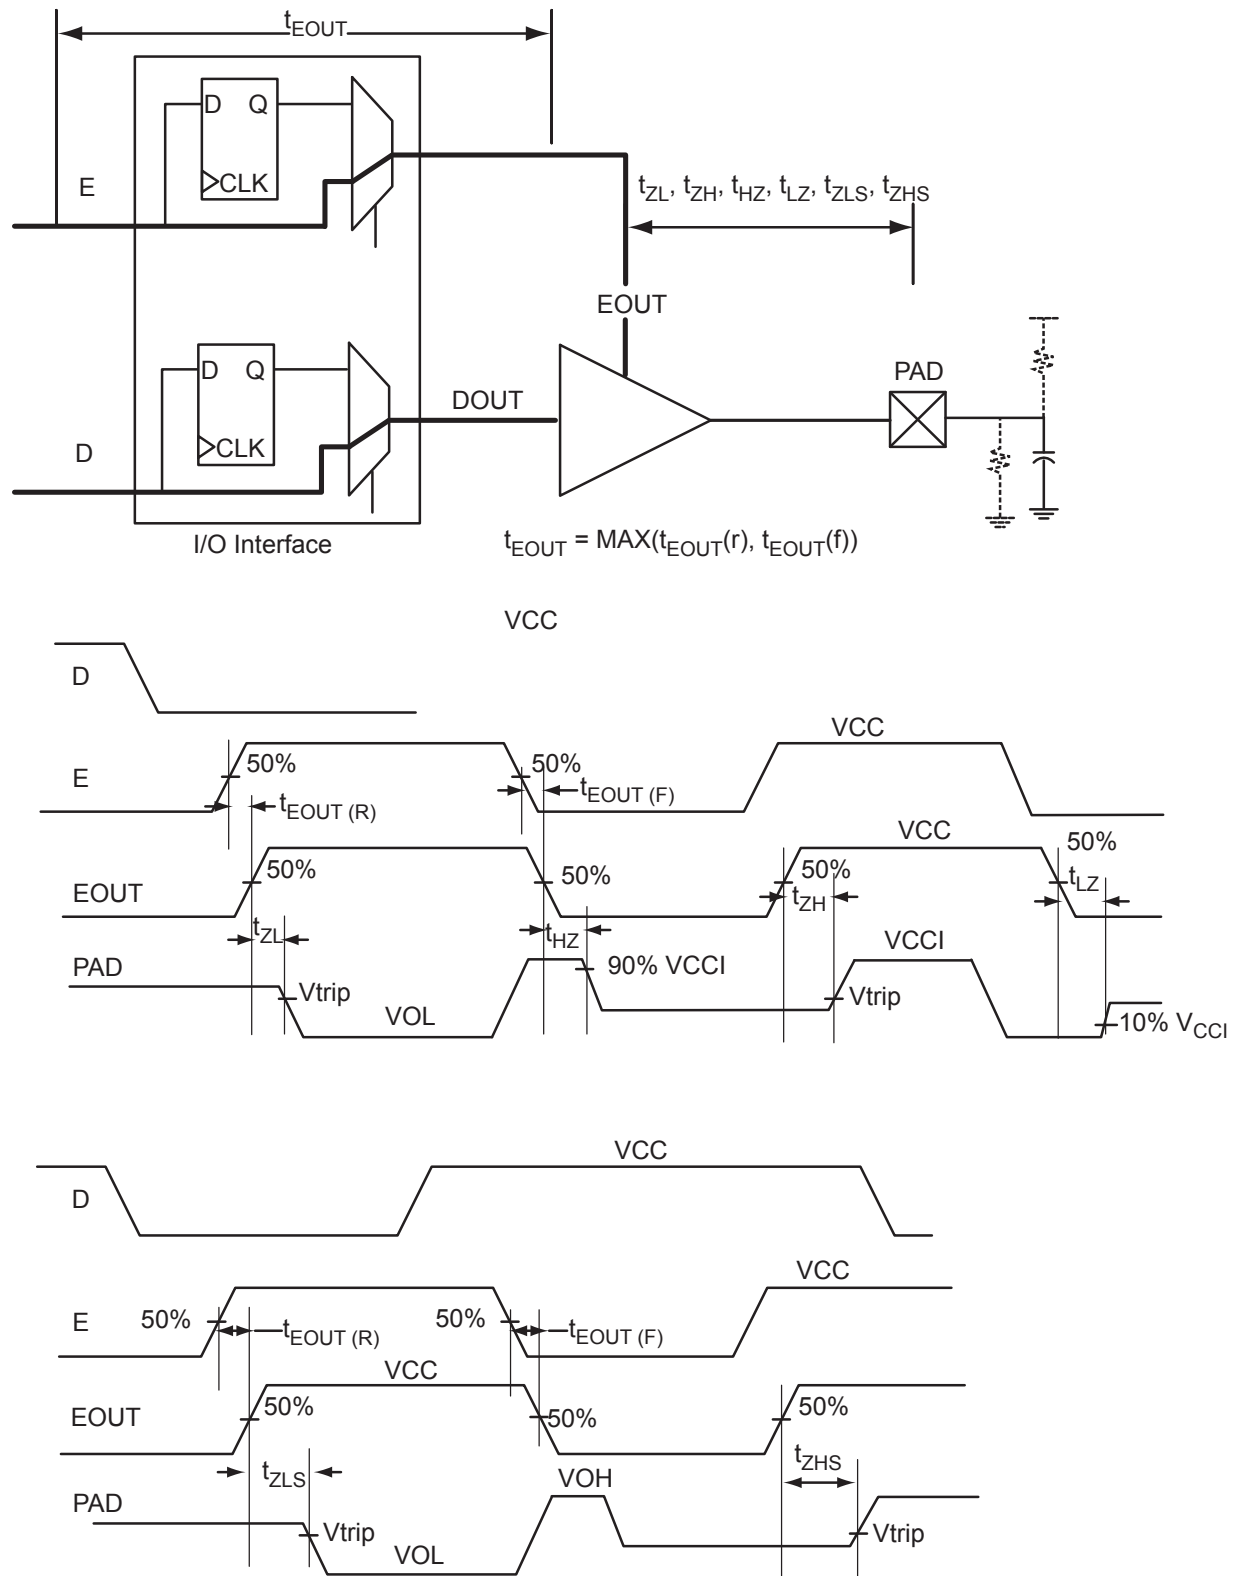 tEOUT
D Q
CLK
E
tZL, tZH, tHZ, tLZ, tZLS, tZHS
EOUT
D Q
CLK
D
DOUT
PAD
I/O Interface
tEOUT = MAX(tEOUT(r), tEOUT(f))
VCC
D
VCC
E
50%
50%
tEOUT (R)
tEOUT (F)
VCC
50%
EOUT
50%
50%
50%
tZL
tHZ
tZH
tLZ
PAD
VCCI
90% VCCI
Vtrip
Vtrip
VOL
10% VCCI
VCC
D
VCC
E
50%
50%
tEOUT (R)
tEOUT (F)
VCC
EOUT
50%
50%
50%
tZLS
tZHS
VOH
PAD
Vtrip
Vtrip
VOL